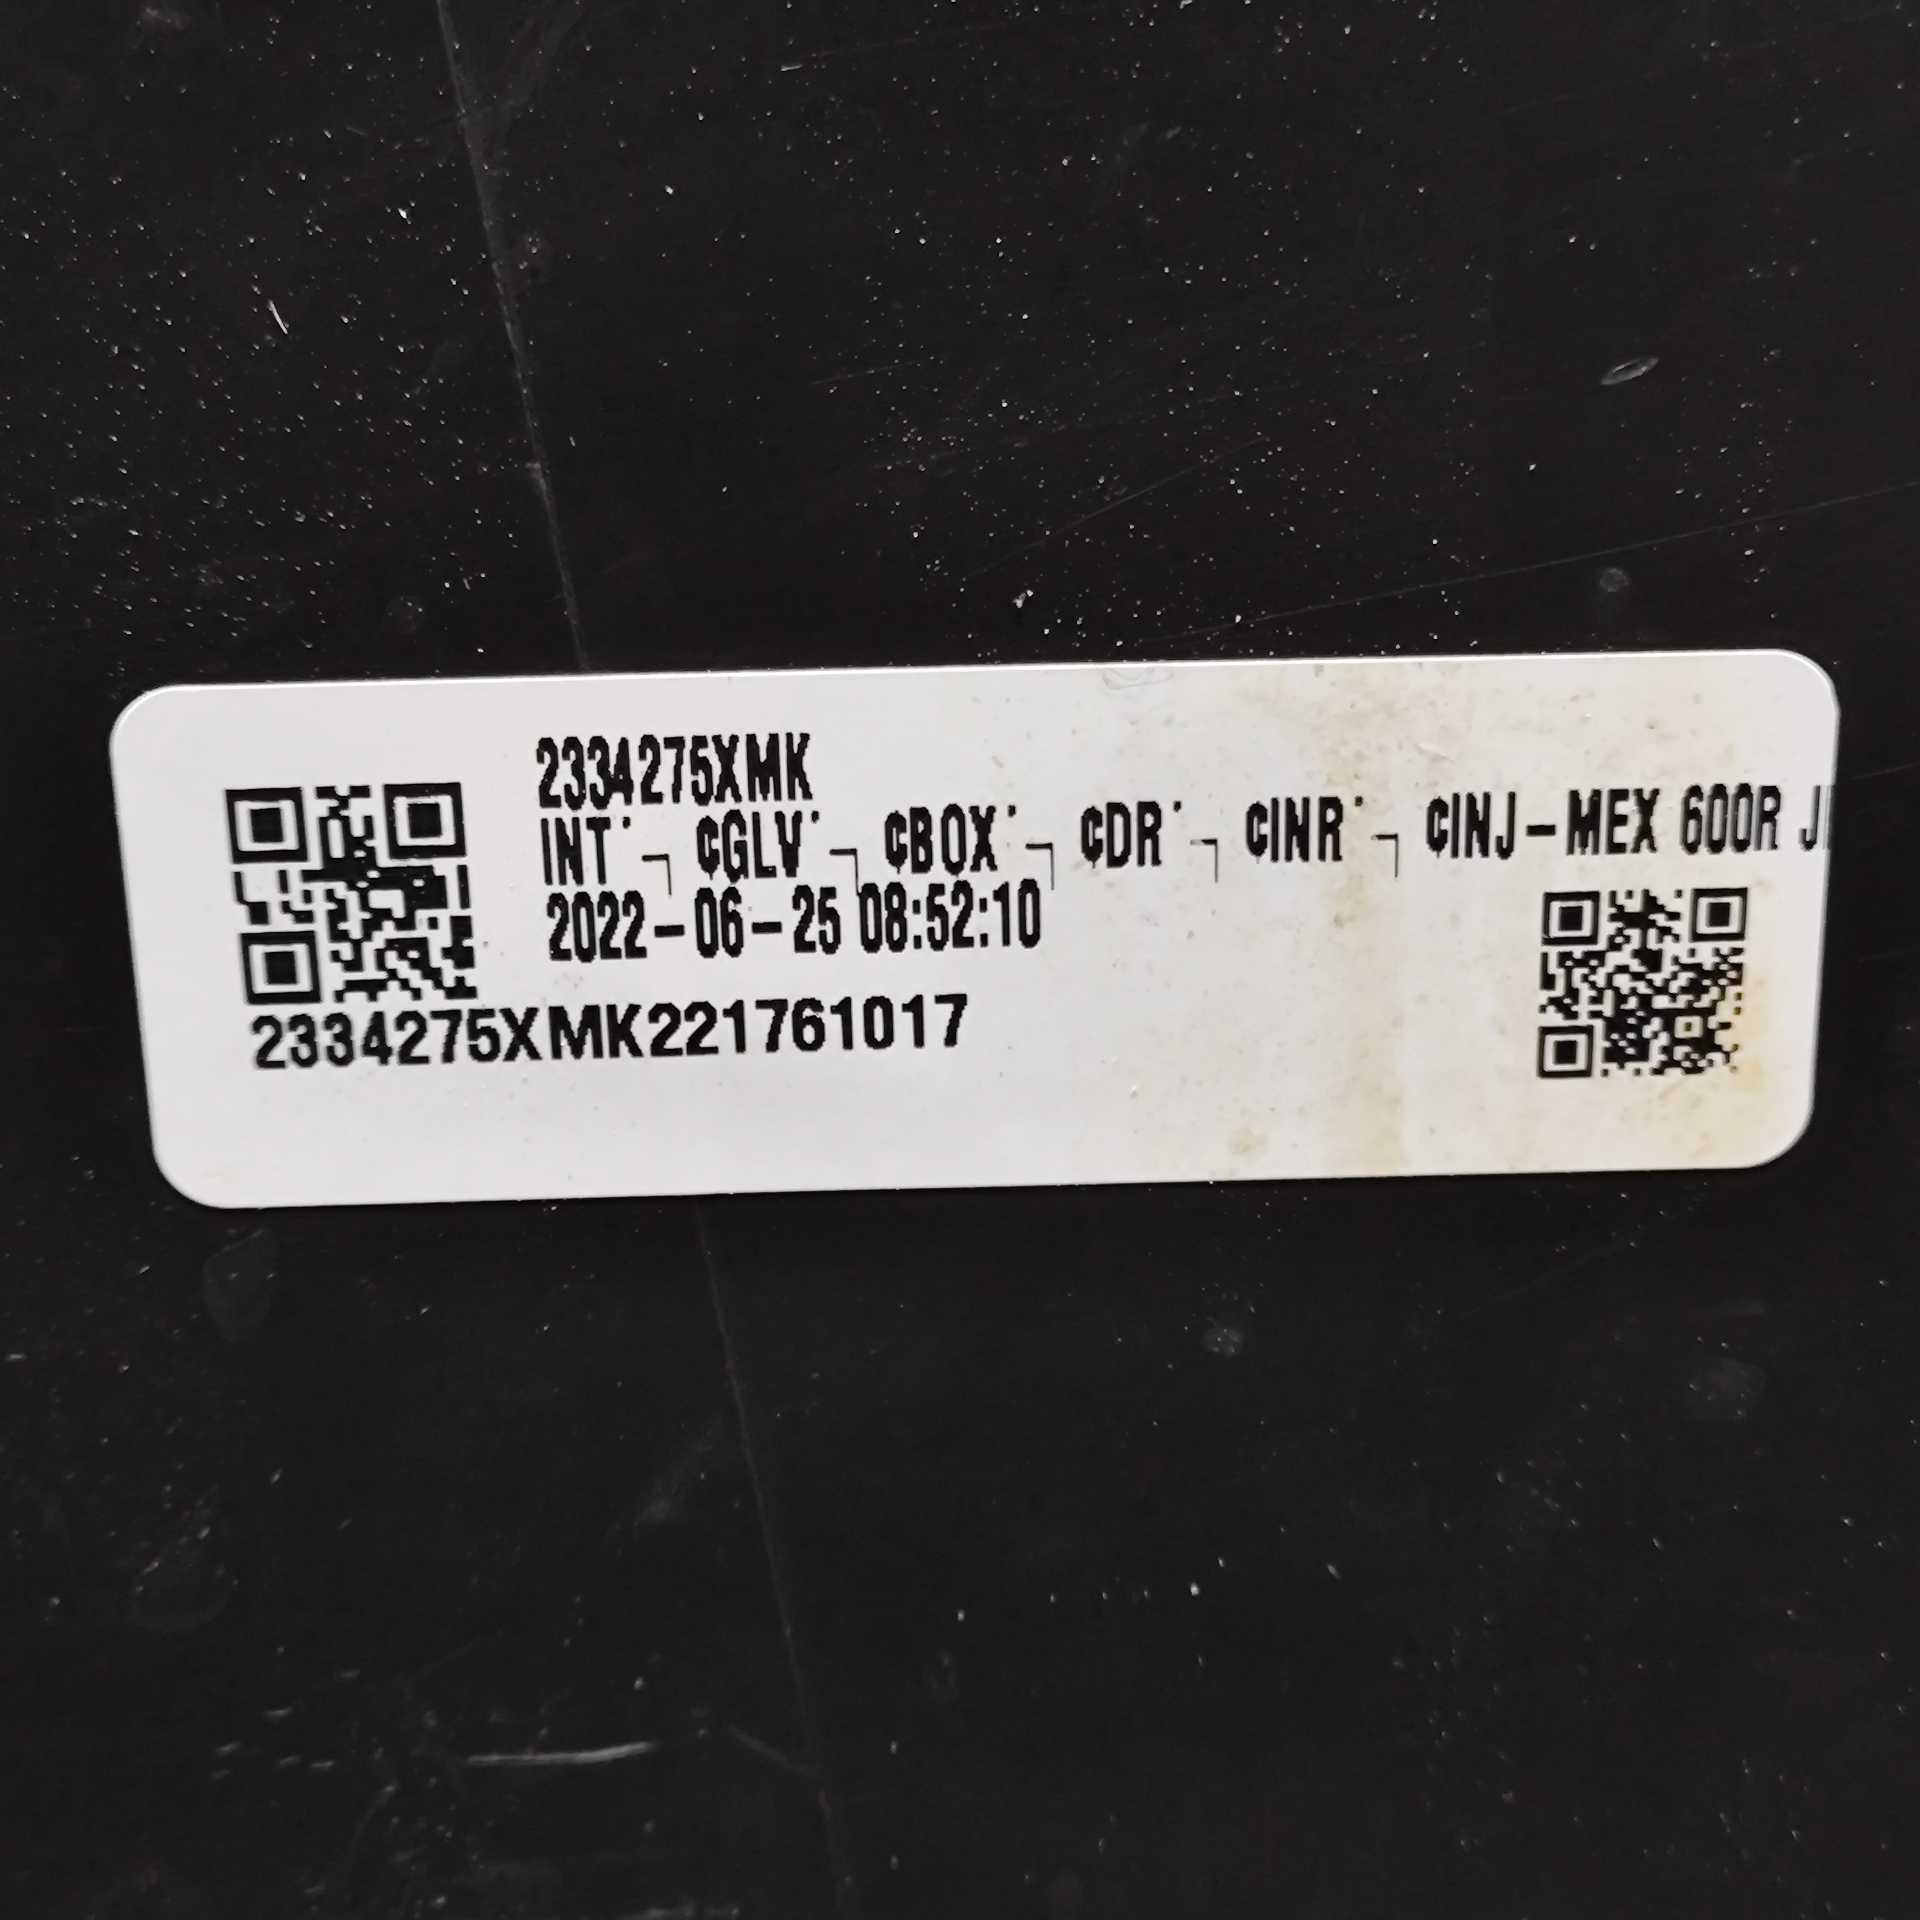 2334275XMK
INT˙¬ ¢GLV˙¬ ¢BOX˙¬ ¢DR˙¬ ¢INR˙¬ ¢INJ-MEX 600R J
2022-06-25 08:52:10
2334275XMK221761017